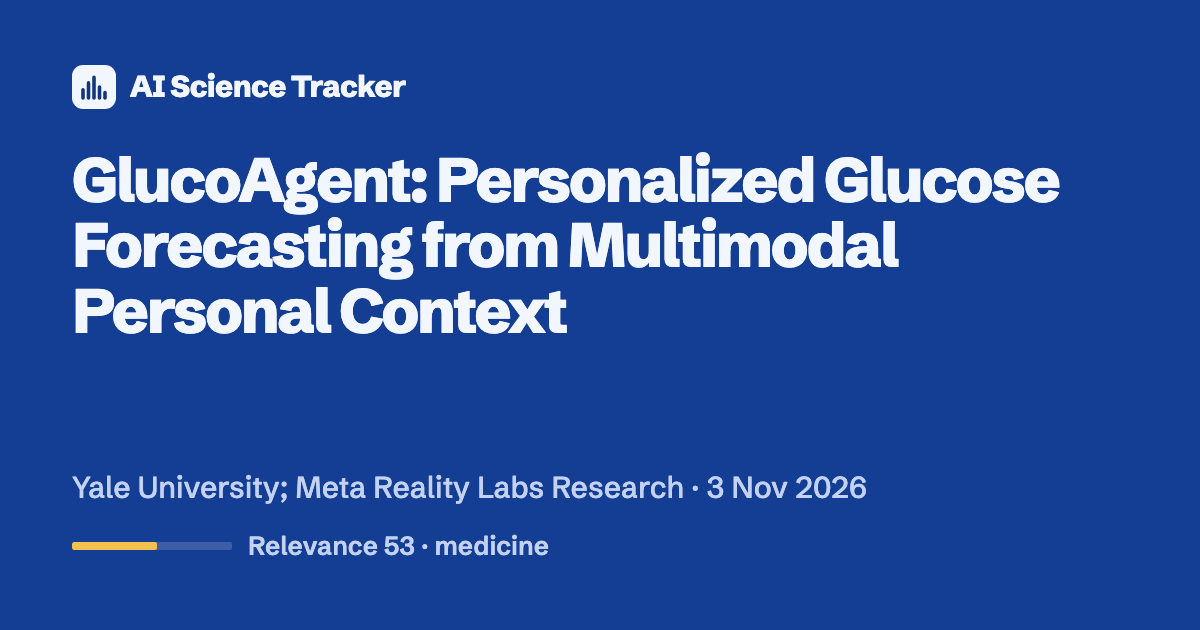 AI Science Tracker
GlucoAgent: Personalized Glucose
Forecasting from Multimodal
Personal Context
Yale University; Meta Reality Labs Research · 3 Nov 2026
Relevance 53 · medicine